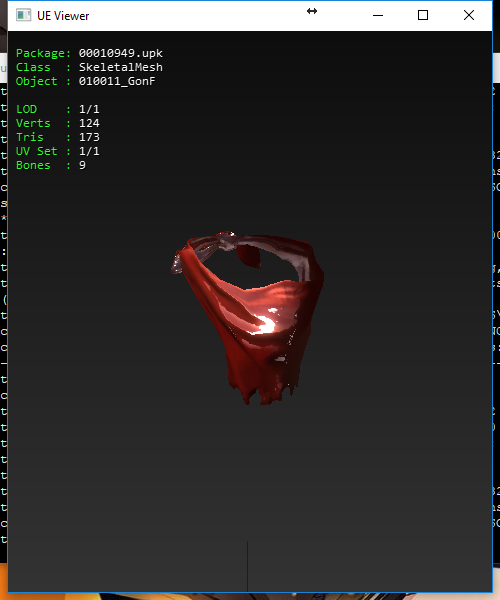 UE Viewer
Package: 00010949.upk
Class : SkeletalMesh
Object : 010011_GonF
LOD : 1/1
Verts : 124
Tris : 173
UV Set : 1/1
Bones : 9